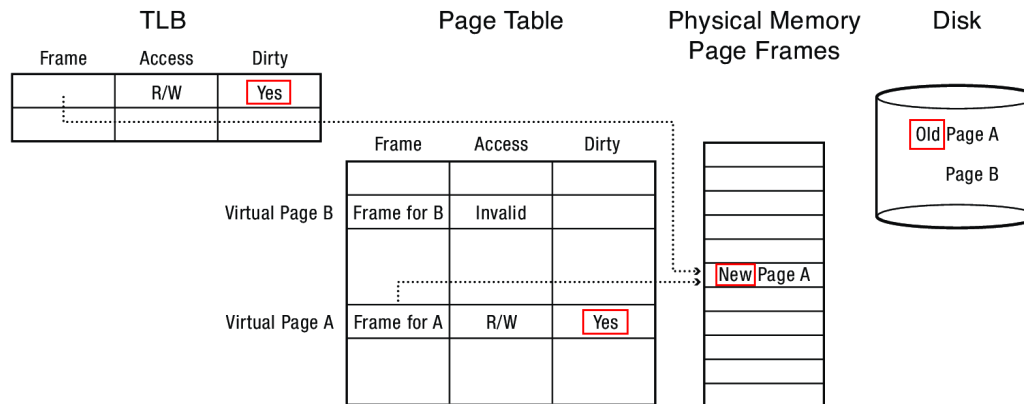 TLB
Page Table
Physical Memory
Page Frames
Disk
Frame Access Dirty
R/W Yes
Old Page A
Page B
Frame Access Dirty
Virtual Page B Frame for B Invalid
New Page A
Virtual Page A Frame for A R/W Yes